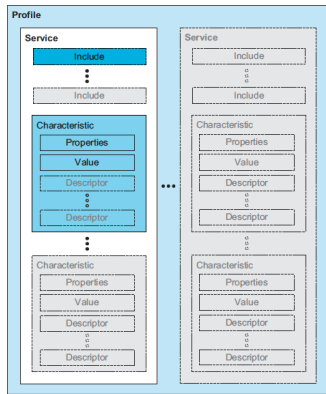 Profile
Service
Include
Include
Characteristic
Properties
Value
Descriptor
Descriptor
Characteristic
Properties
Value
Descriptor
Descriptor
Service
Include
Include
Characteristic
Properties
Value
Descriptor
Descriptor
Characteristic
Properties
Value
Descriptor
Descriptor